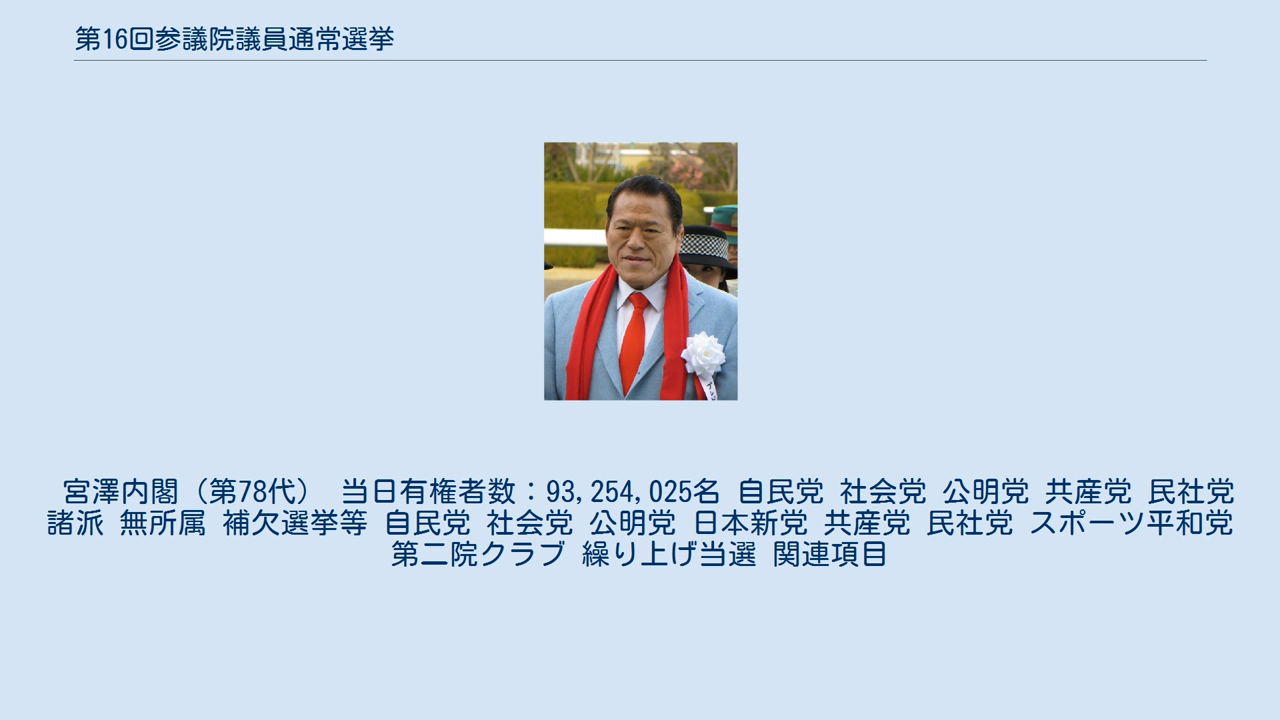 第16回参議院議員通常選挙
宮澤内閣（第78代） 当日有権者数：93,254,025名 自民党 社会党 公明党 共産党 民社党
諸派 無所属 補欠選挙等 自民党 社会党 公明党 日本新党 共産党 民社党 スポーツ平和党
第二院クラブ 繰り上げ当選 関連項目